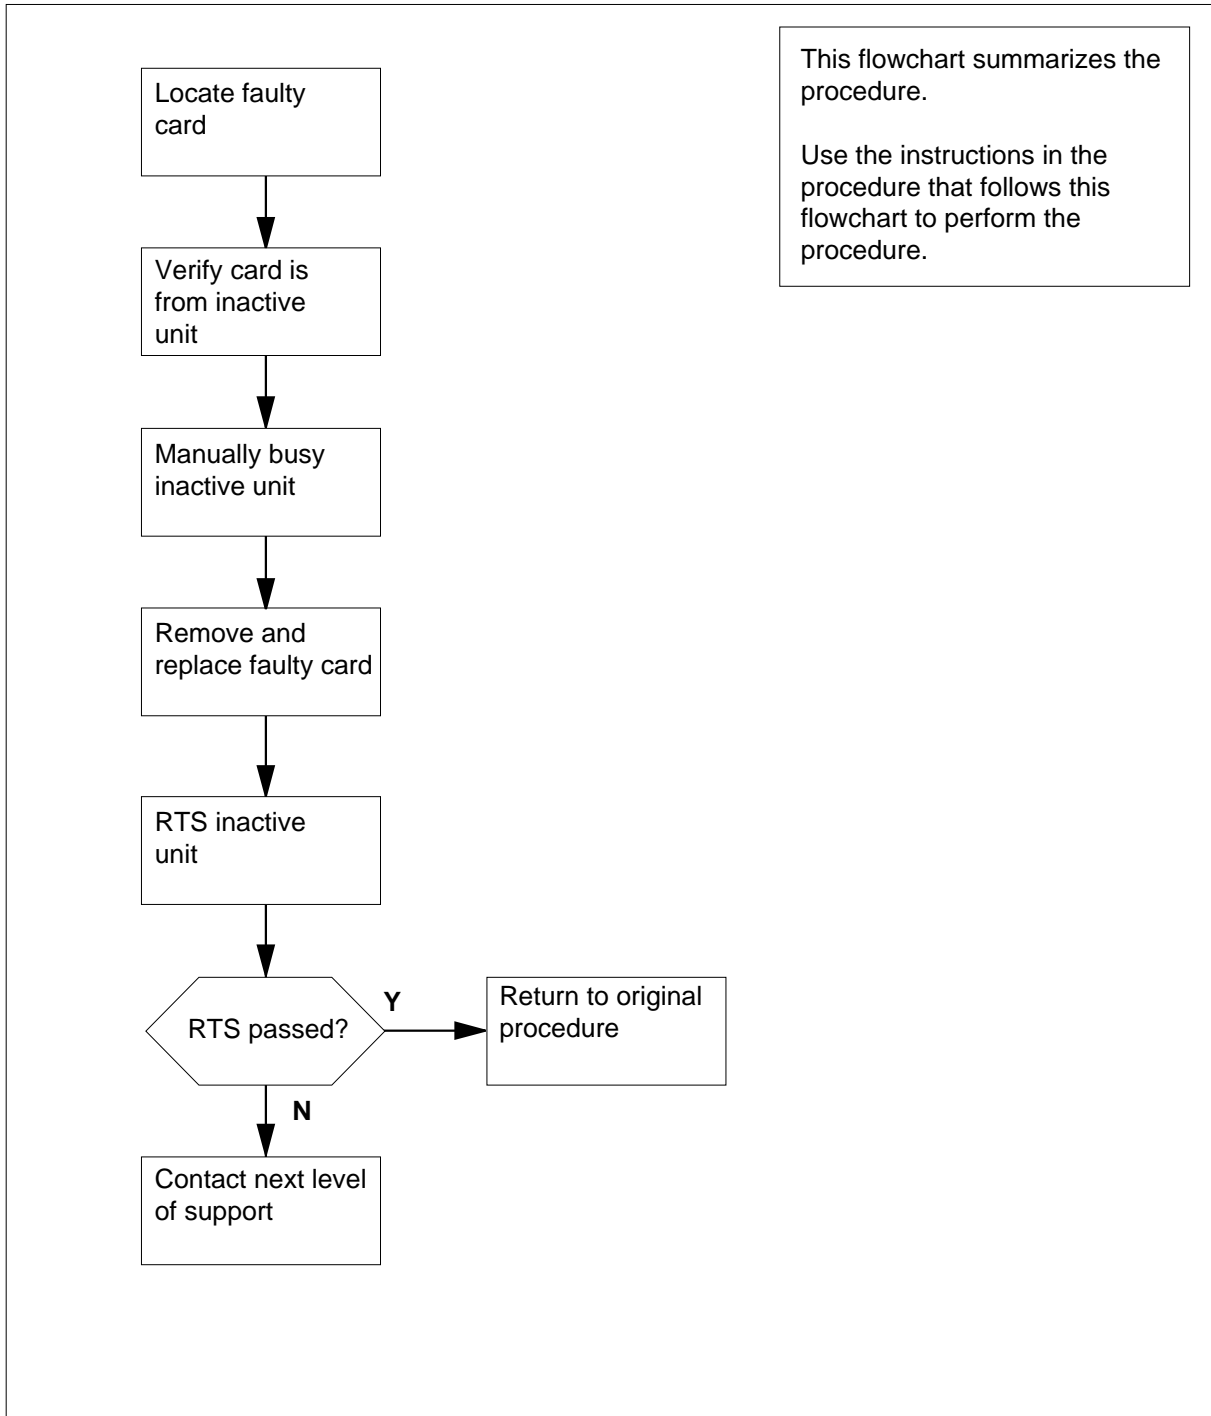 Locate faulty
card
Verify card is
from inactive
unit
Manually busy
inactive unit
Remove and
replace faulty card
RTS inactive
unit
RTS passed?
Y
Return to original
procedure
N
Contact next level
of support
This flowchart summarizes the
procedure.
Use the instructions in the
procedure that follows this
flowchart to perform the
procedure.